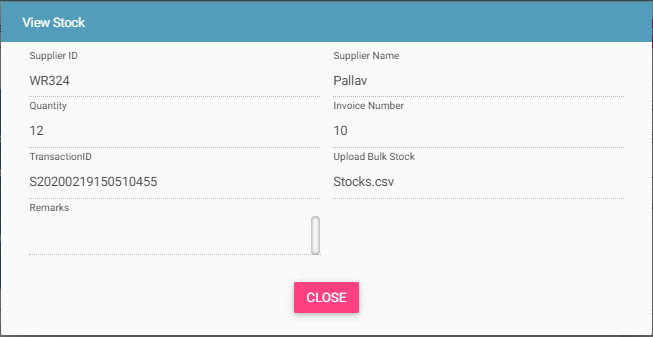 View Stock
Supplier ID
Supplier Name
WR324
Pallav
Quantity
Invoice Number
12
10
TransactionID
Upload Bulk Stock
S20200219150510455
Stocks.csv
Remarks
CLOSE